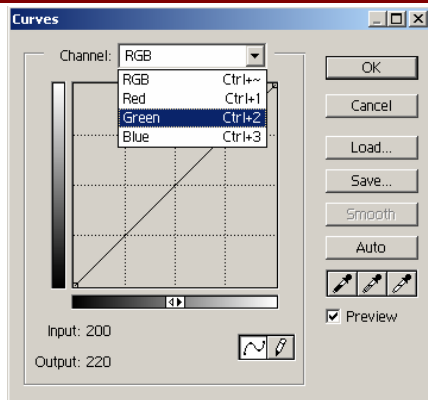 Curves
Channel: RGB
RGB Ctrl+~
Red Ctrl+1
Green Ctrl+2
Blue Ctrl+3
Input: 200
Output: 220
OK
Cancel
Load...
Save...
Smooth
Auto
Preview